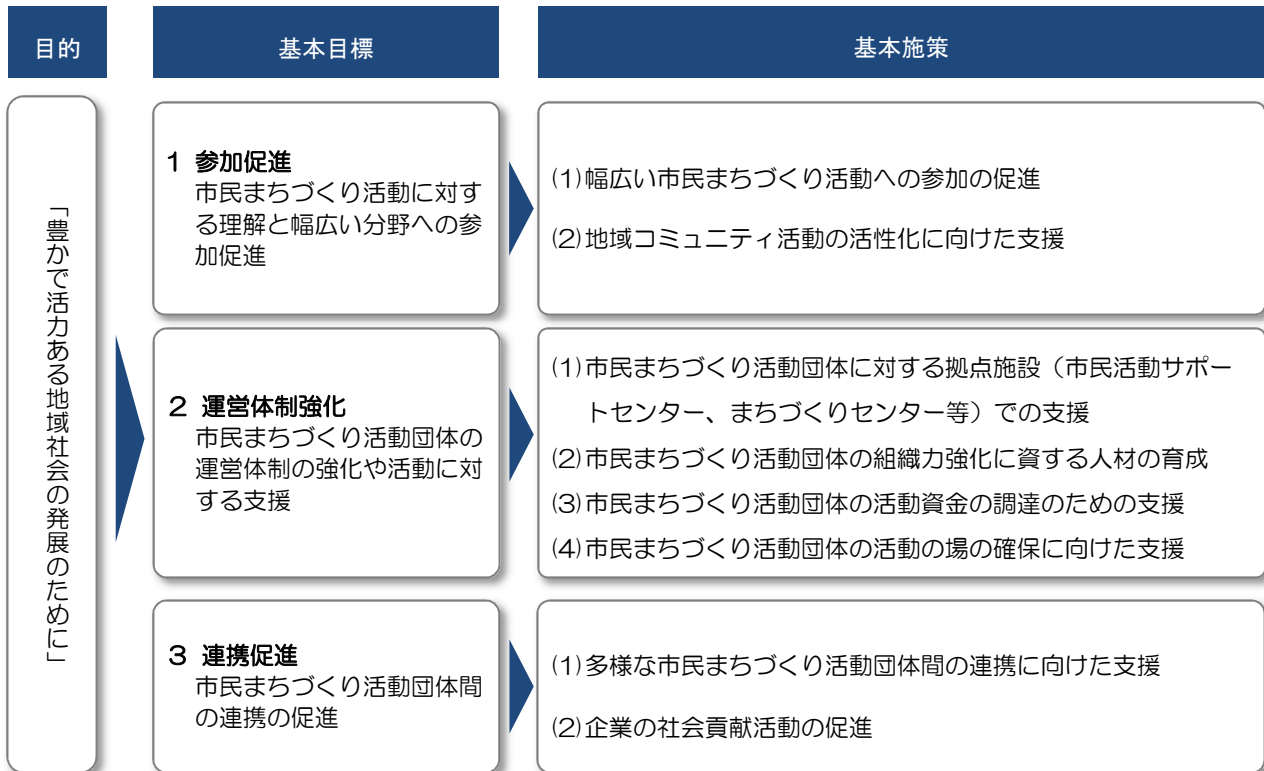 目的
基本目標
基本施策
「豊かで活力ある地域社会の発展のために」
1 参加促進
市民まちづくり活動に対す
る理解と幅広い分野への参
加促進
(1)幅広い市民まちづくり活動への参加の促進
(2)地域コミュニティ活動の活性化に向けた支援
2 運営体制強化
市民まちづくり活動団体の
運営体制の強化や活動に対
する支援
(1)市民まちづくり活動団体に対する拠点施設（市民活動サポー
トセンター、まちづくりセンター等）での支援
(2)市民まちづくり活動団体の組織力強化に資する人材の育成
(3)市民まちづくり活動団体の活動資金の調達のための支援
(4)市民まちづくり活動団体の活動の場の確保に向けた支援
3 連携促進
市民まちづくり活動団体間
の連携の促進
(1)多様な市民まちづくり活動団体間の連携に向けた支援
(2)企業の社会貢献活動の促進